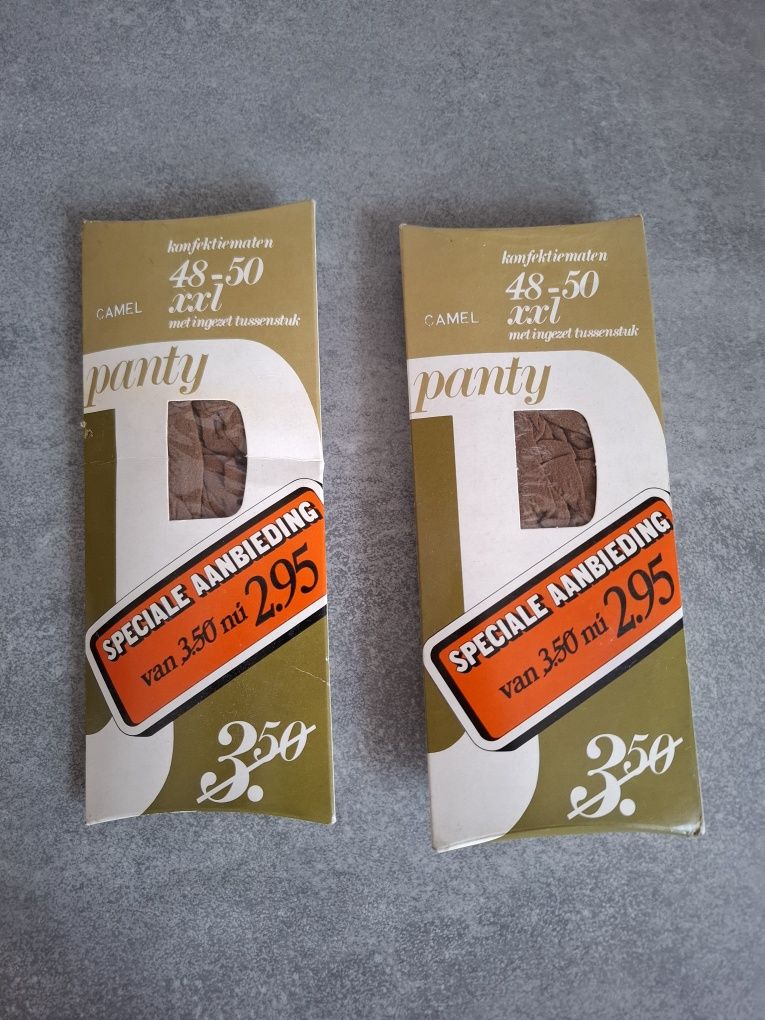 konfektiematen
48-50
xxl
CAMEL
met ingezet tussenstuk
panty
SPECIALE AANBIEDING
van 3.50 nú 2.95
3.50
konfektiematen
48-50
xxl
CAMEL
met ingezet tussenstuk
panty
SPECIALE AANBIEDING
van 3.50 nú 2.95
3.50